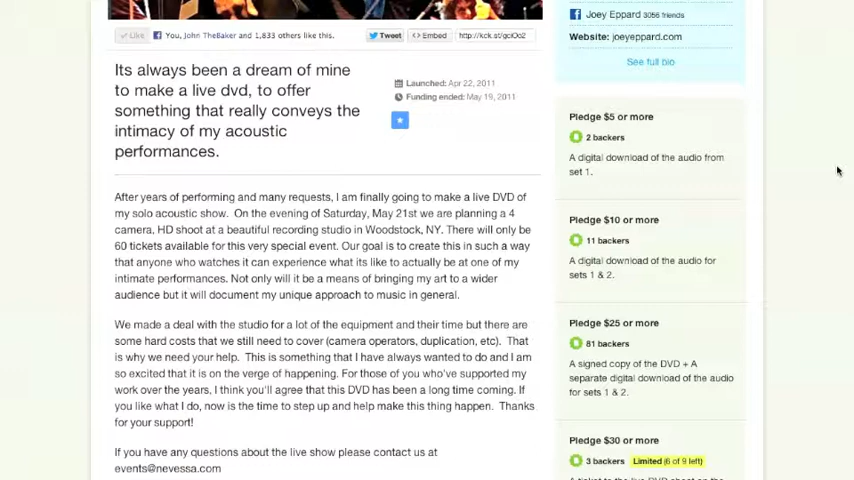 Like
You, John TheBaker and 1,833 others like this.
Tweet
<> Embed
http://kck.st/gciOo2
Its always been a dream of mine
to make a live dvd, to offer
something that really conveys the
intimacy of my acoustic
performances.
Launched: Apr 22, 2011
Funding ended: May 19, 2011
After years of performing and many requests, I am finally going to make a live DVD of
my solo acoustic show. On the evening of Saturday, May 21st we are planning a 4
camera, HD shoot at a beautiful recording studio in Woodstock, NY. There will only be
60 tickets available for this very special event. Our goal is to create this in such a way
that anyone who watches it can experience what its like to actually be at one of my
intimate performances. Not only will it be a means of bringing my art to a wider
audience but it will document my unique approach to music in general.
We made a deal with the studio for a lot of the equipment and their time but there are
some hard costs that we still need to cover (camera operators, duplication, etc). That
is why we need your help. This is something that I have always wanted to do and I am
so excited that it is on the verge of happening. For those of you who've supported my
work over the years, I think you'll agree that this DVD has been a long time coming. If
you like what I do, now is the time to step up and help make this thing happen. Thanks
for your support!
If you have any questions about the live show please contact us at
events@nevessa.com
Joey Eppard 3056 friends
Website: joeyeppard.com
See full bio
Pledge $5 or more
2 backers
A digital download of the audio from
set 1.
Pledge $10 or more
11 backers
A digital download of the audio for
sets 1 & 2.
Pledge $25 or more
81 backers
A signed copy of the DVD + A
separate digital download of the audio
for sets 1 & 2.
Pledge $30 or more
3 backers Limited (6 of 9 left)